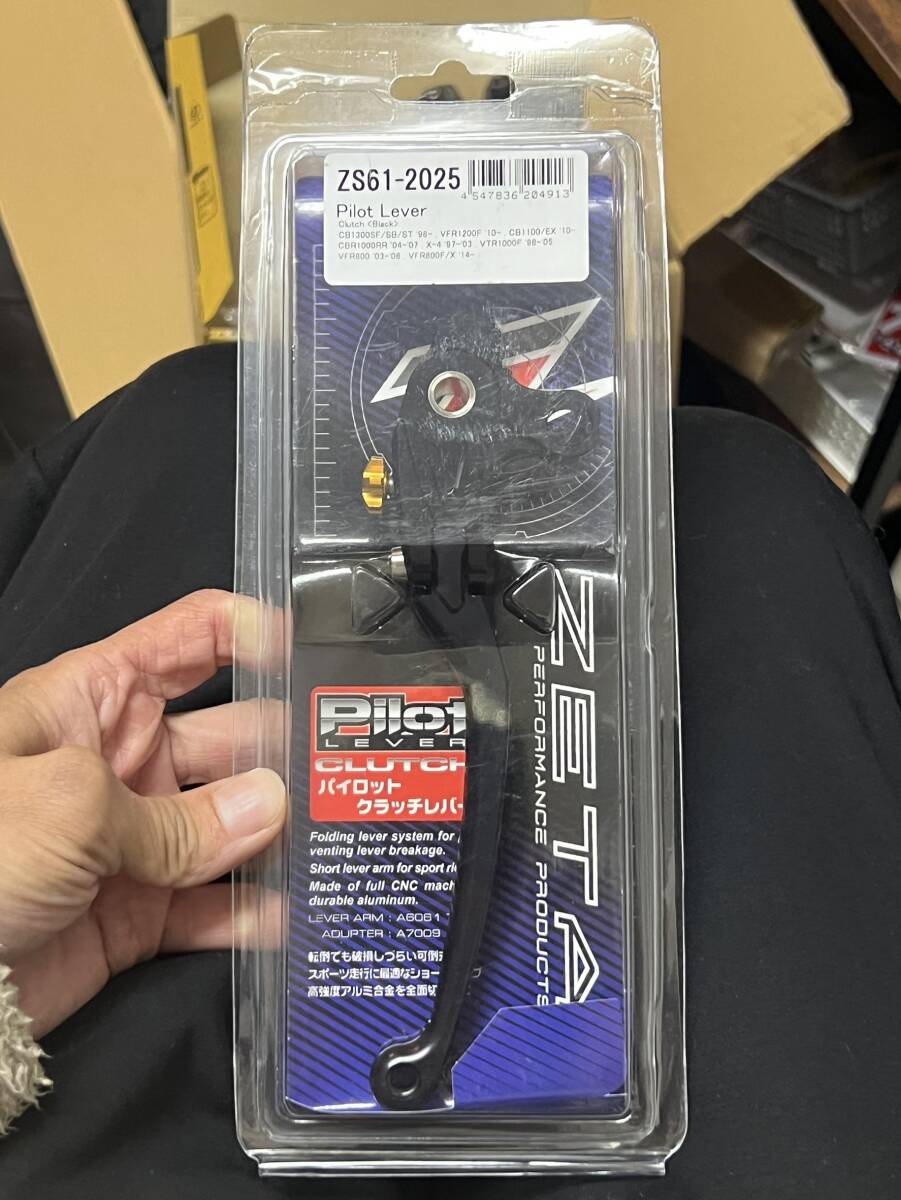 ZS61-2025
4 547836 204913
Pilot Lever
Clutch <Black>
CB1300SF/SB/ST '98- , VFR1200F '10- , CB1100/EX '10-
CBR1000RR '04-'07 , X-4 '97-'03 , VTR1000F '98-'05
VFR800 '03-'08 , VFR800F/X '14-
Pilot
LEVER
CLUTCH
パイロット
クラッチレバー
Folding lever system for
venting lever breakage.
Short lever arm for sport
Made of full CNC
durable aluminum.
LEVER ARM : A6061
ADUPTER : A7009
転倒でも破損しづらい可倒
スポーツ走行に最適なショー
高強度アルミ合金を全面
ZETA
PERFORMANCE PRODUCTS